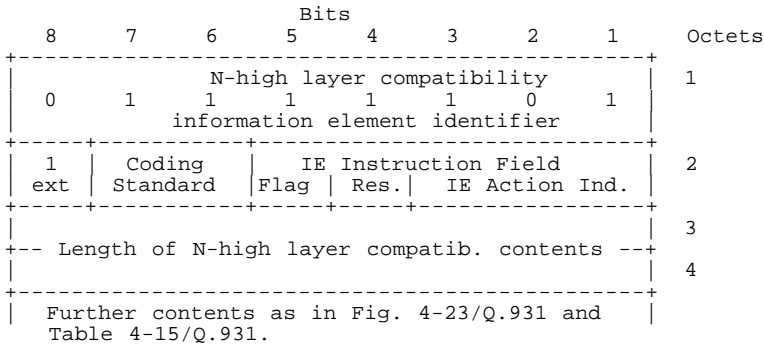 Bits
8 7 6 5 4 3 2 1 Octets
+-----------------------------------------------+
| N-high layer compatibility | 1
| 0 1 1 1 1 1 0 1 |
| information element identifier |
+-----+-----------+-----------------------------+
| 1 | Coding | IE Instruction Field | 2
| ext | Standard |Flag | Res.| IE Action Ind. |
+-----+-----------+-----+-----+-----------------+
| | 3
+-- Length of N-high layer compatib. contents --+
| | 4
+-----------------------------------------------+
| Further contents as in Fig. 4-23/Q.931 and |
Table 4-15/Q.931.